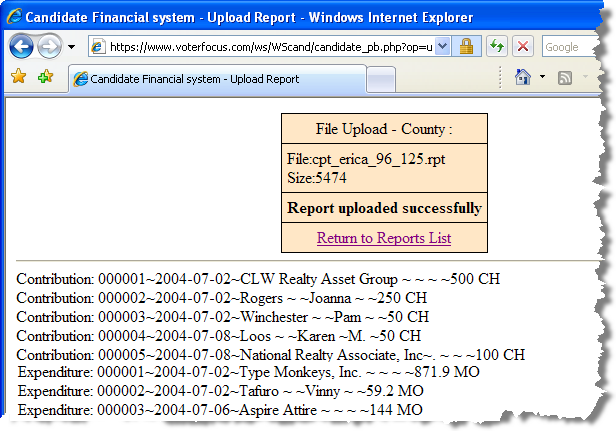 Candidate Financial system - Upload Report - Windows Internet Explorer
https://www.voterfocus.com/ws/WScand/candidate_pb.php?op=u
Google
Candidate Financial system - Upload Report
File Upload - County :
File:cpt_erica_96_125.rpt
Size:5474
Report uploaded successfully
Return to Reports List
Contribution: 000001~2004-07-02~CLW Realty Asset Group ~ ~ ~ ~500 CH
Contribution: 000002~2004-07-02~Rogers ~ ~Joanna ~ ~250 CH
Contribution: 000003~2004-07-02~Winchester ~ ~Pam ~ ~50 CH
Contribution: 000004~2004-07-08~Loos ~ ~Karen ~M. ~50 CH
Contribution: 000005~2004-07-08~National Realty Associate, Inc~. ~ ~ ~100 CH
Expenditure: 000001~2004-07-02~Type Monkeys, Inc. ~ ~ ~ ~871.9 MO
Expenditure: 000002~2004-07-02~Tafuro ~ ~Vinny ~ ~59.2 MO
Expenditure: 000003~2004-07-06~Aspire Attire ~ ~ ~ ~144 MO